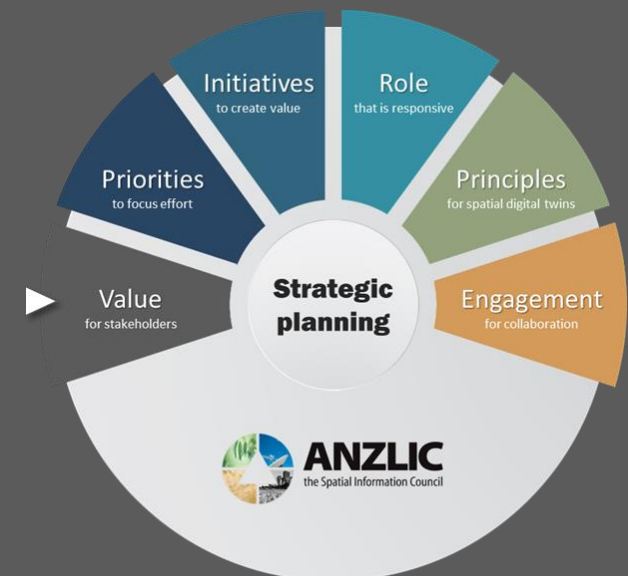 Initiatives
to create value
Role
that is responsive
Priorities
to focus effort
Principles
for spatial digital twins
Value
for stakeholders
Strategic
planning
Engagement
for collaboration
ANZLIC
the Spatial Information Council